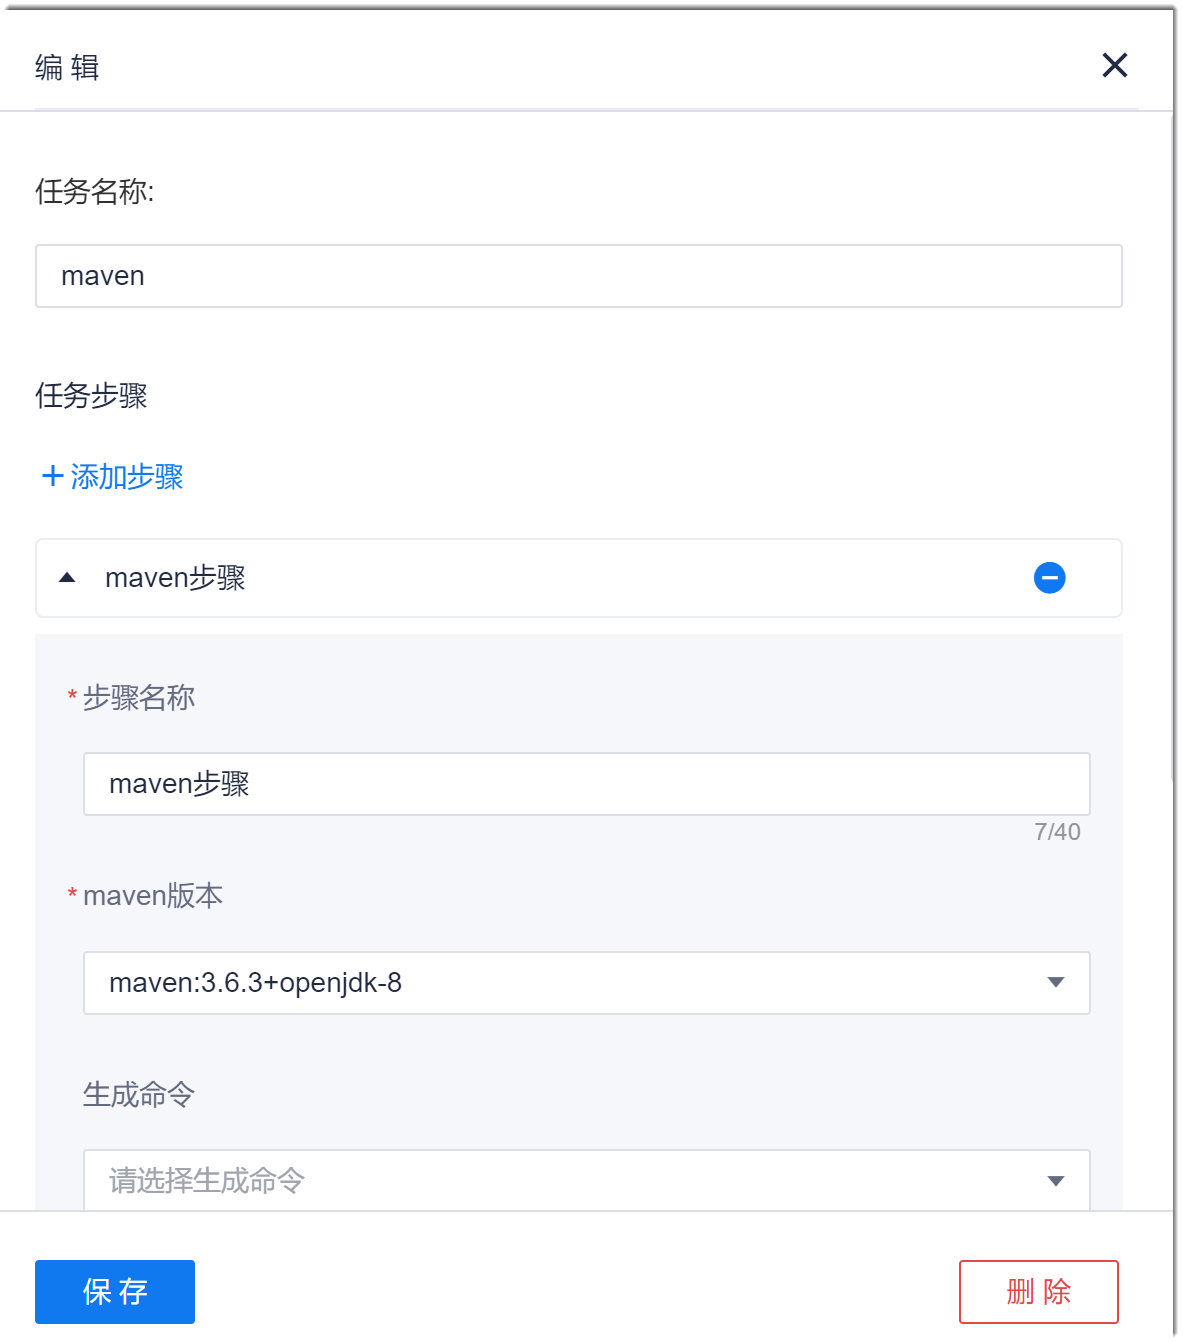 编 辑
任务名称:
maven
任务步骤
+ 添加步骤
maven步骤
* 步骤名称
maven步骤
7/40
* maven版本
maven:3.6.3+openjdk-8
生成命令
请选择生成命令
保 存
删 除